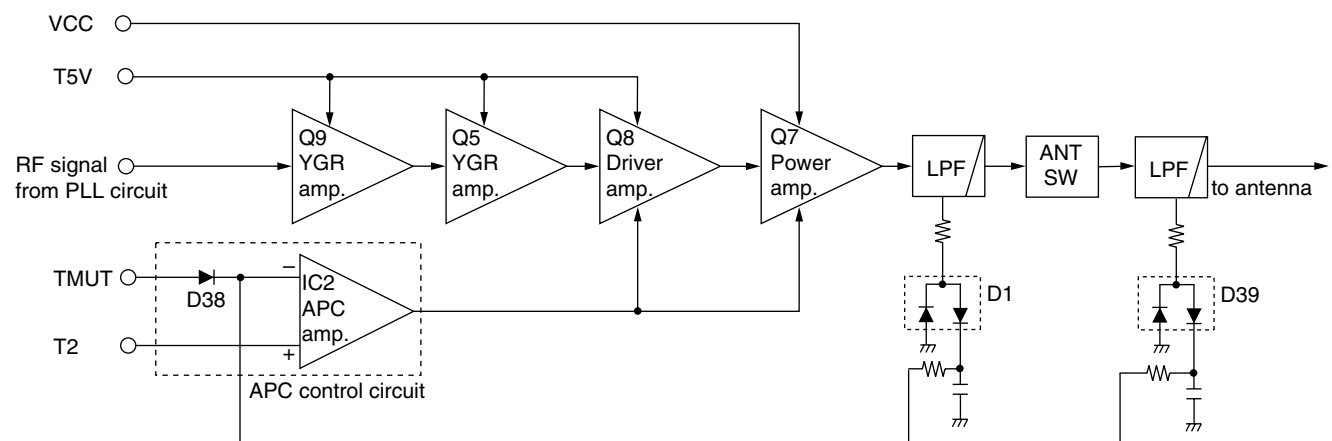 VCC
T5V
RF signal
from PLL circuit
Q9
YGR
amp.
Q5
YGR
amp.
Q8
Driver
amp.
Q7
Power
amp.
LPF
ANT
SW
LPF
to antenna
TMUT
D38
T2
−
+
IC2
APC
amp.
APC control circuit
D1
D39